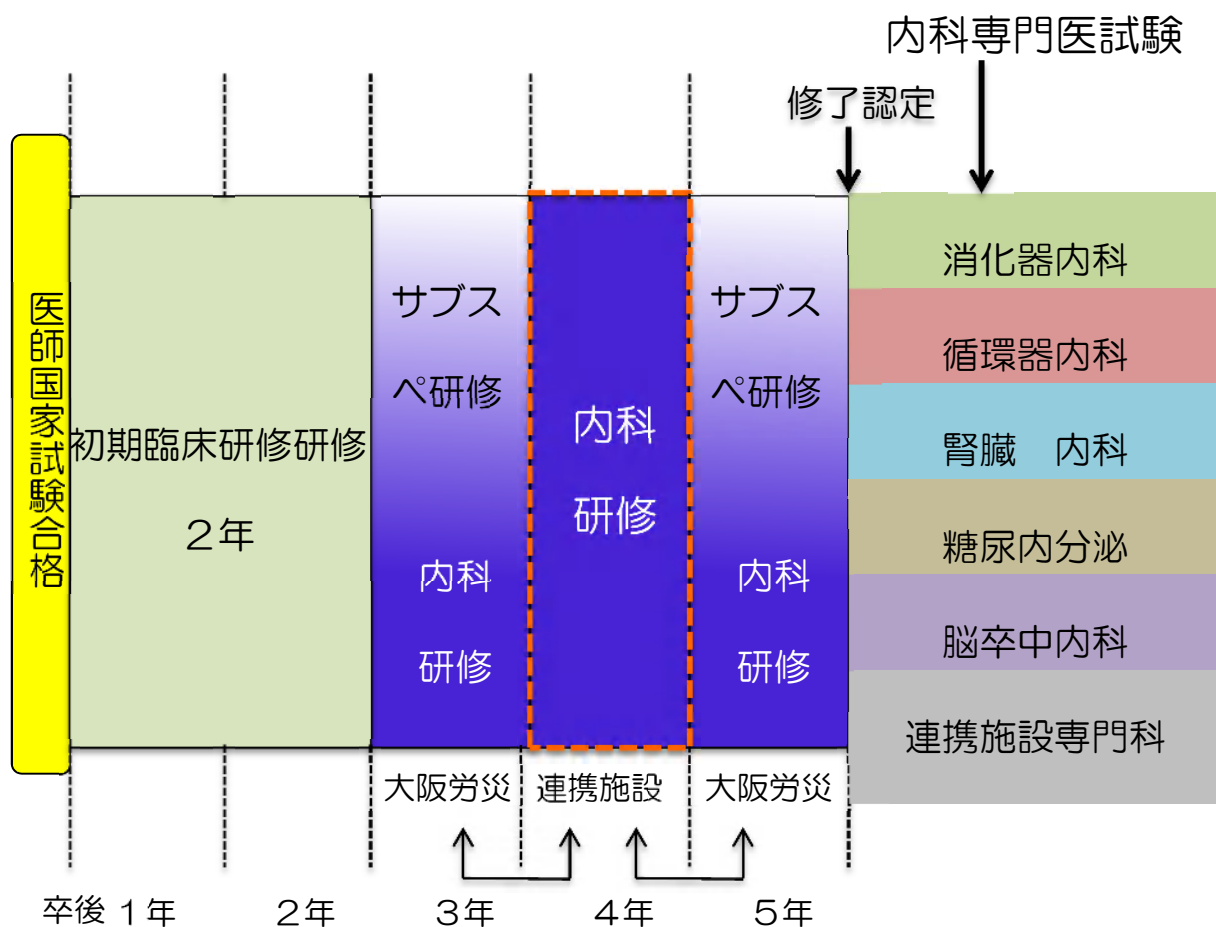 内科専門医試験
修了認定
医師国家試験合格
初期臨床研修研修
２年
サブス
ペ研修
内科
研修
内科
研修
サブス
ペ研修
内科
研修
消化器内科
循環器内科
腎臓　内科
糖尿内分泌
脳卒中内科
連携施設専門科
大阪労災
連携施設
大阪労災
卒後 １年
２年
３年
４年
５年